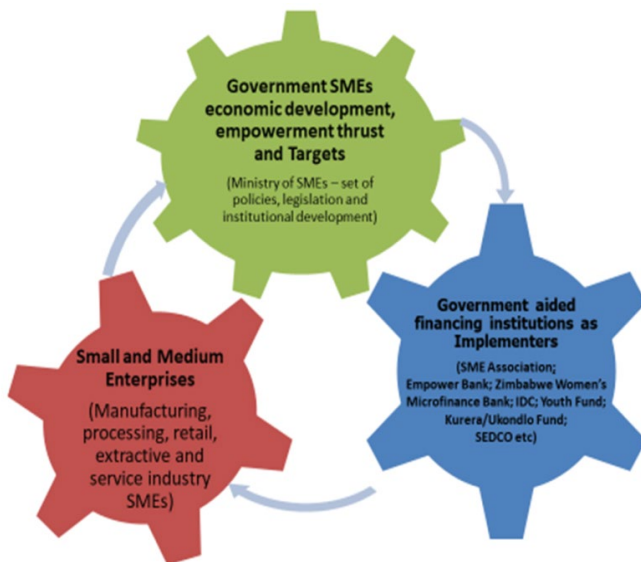 Government SMEs
economic development,
empowerment thrust
and Targets
(Ministry of SMEs – set of
policies, legislation and
institutional development)
Government aided
financing institutions as
Implementers
(SME Association;
Empower Bank; Zimbabwe Women's
Microfinance Bank; IDC; Youth Fund;
Kurera/Ukondlo Fund;
SEDCO etc)
Small and Medium
Enterprises
(Manufacturing,
processing, retail,
extractive and
service industry
SMEs)